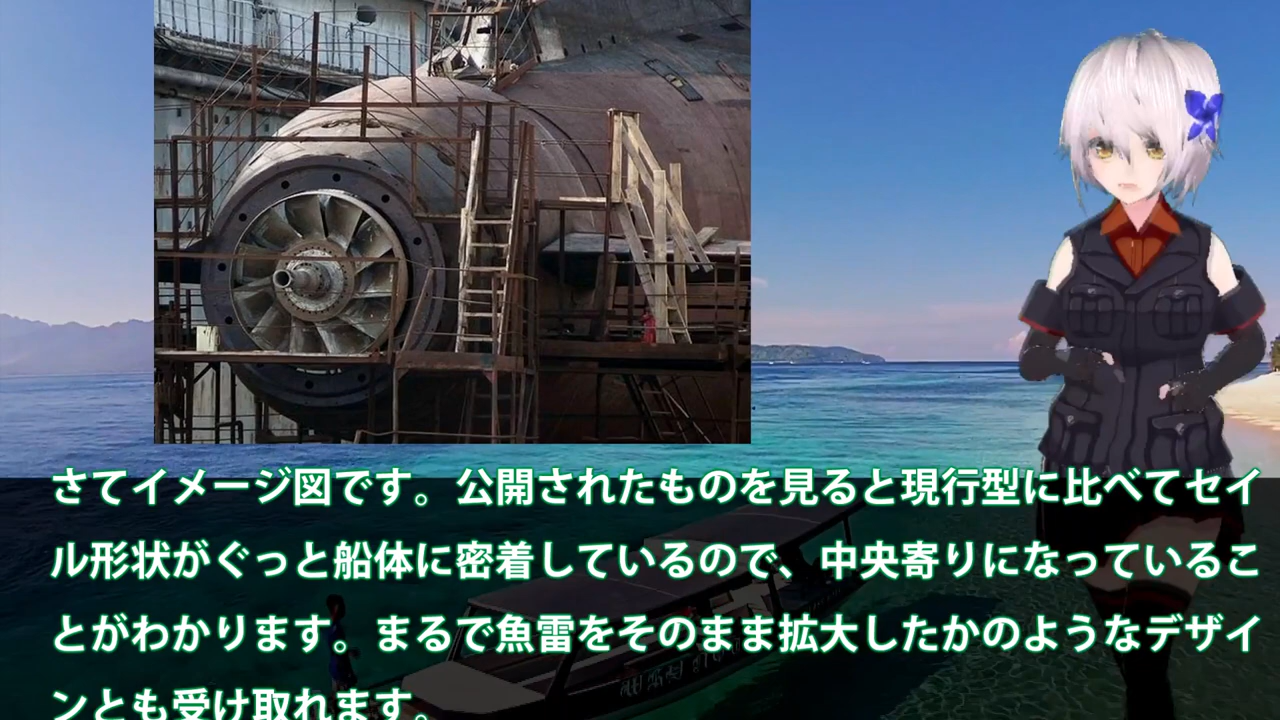 さてイメージ図です。公開されたものを見ると現行型に比べてセイ
ル形状がぐっと船体に密着しているので、中央寄りになっているこ
とがわかります。まるで魚雷をそのまま拡大したかのようなデザイ
ンとも受け取れます。